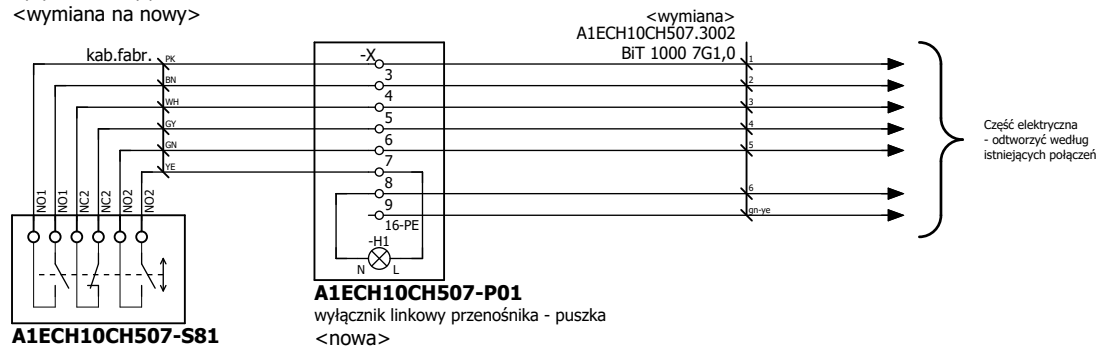 <wymiana na nowy>
kab.fabr.
PK
BN
WH
GY
GN
YE
NO1
NO1
NC2
NC2
NO2
NO2
A1ECH10CH507-S81
-X
3
4
5
6
7
8
9
16-PE
-H1
N
L
A1ECH10CH507-P01
wyłącznik linkowy przenośnika - puszka
<nowa>
<wymiana>
A1ECH10CH507.3002
BiT 1000 7G1,0
1
2
3
4
5
6
gn-ye
Część elektryczna
- odtworzyć według
istniejących połączeń